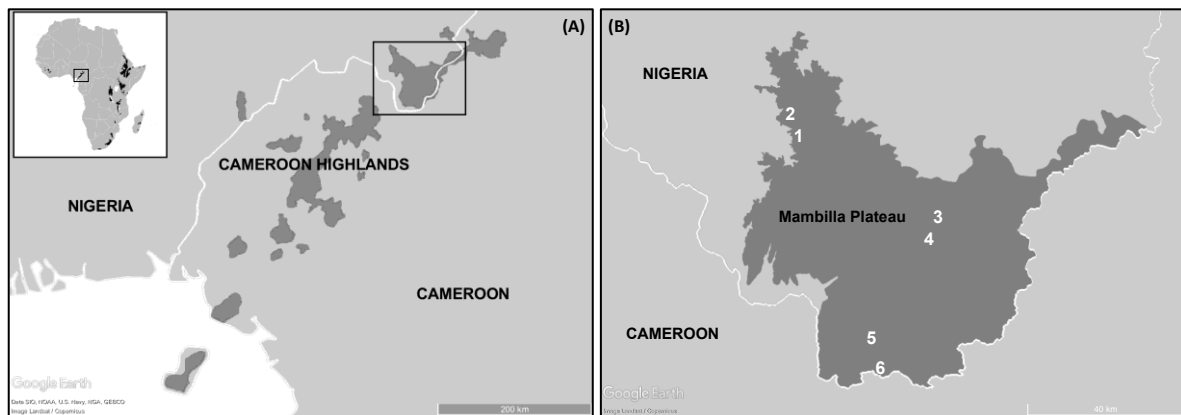 (A)
CAMEROON HIGHLANDS
NIGERIA
CAMEROON
Google Earth
Data SIO, NOAA, U.S. Navy, NGA, GEBCO
Image Landsat / Copernicus
200 km
(B)
NIGERIA
2
1
Mambilla Plateau
3
4
5
CAMEROON
6
Google Earth
Image Landsat / Copernicus
40 km